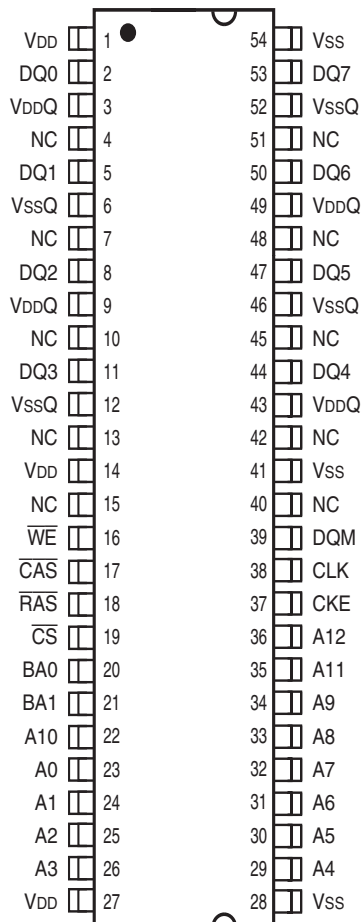 VDD 1 54 VSS
DQ0 2 53 DQ7
VDDQ 3 52 VSSQ
NC 4 51 NC
DQ1 5 50 DQ6
VSSQ 6 49 VDDQ
NC 7 48 NC
DQ2 8 47 DQ5
VDDQ 9 46 VSSQ
NC 10 45 NC
DQ3 11 44 DQ4
VSSQ 12 43 VDDQ
NC 13 42 NC
VDD 14 41 VSS
NC 15 40 NC
W̅E̅ 16 39 DQM
C̅A̅S̅ 17 38 CLK
R̅A̅S̅ 18 37 CKE
C̅S̅ 19 36 A12
BA0 20 35 A11
BA1 21 34 A9
A10 22 33 A8
A0 23 32 A7
A1 24 31 A6
A2 25 30 A5
A3 26 29 A4
VDD 27 28 VSS